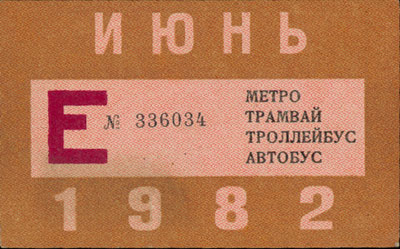 ИЮНЬ
Е № 336034
МЕТРО
ТРАМВАЙ
ТРОЛЛЕЙБУС
АВТОБУС
1982